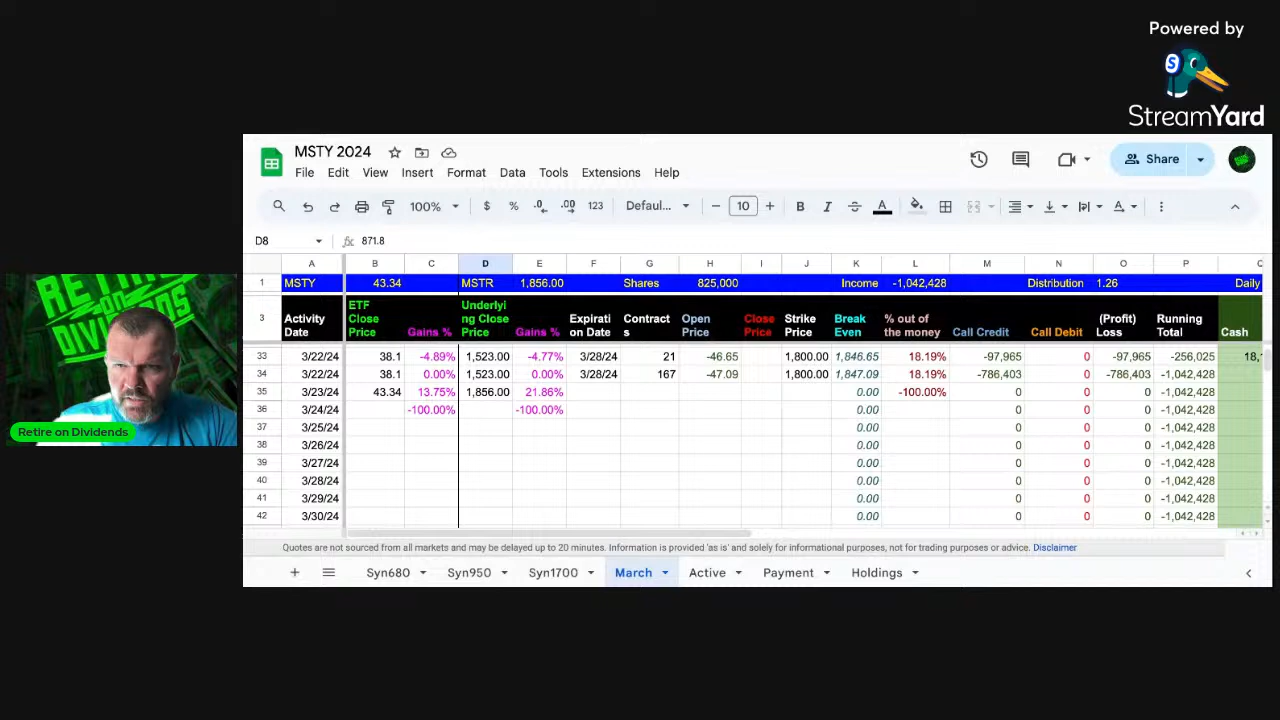 Powered by
StreamYard
RETIRE
ON
DIVIDENDS
Retire on Dividends
MSTY 2024
File Edit View Insert Format Data Tools Extensions Help
Share
100% $ % .0 .00 123 Defaul... 10 B I A
D8 fx 871.8
A B C D E F G H I J K L M N O P
1 MSTY 43.34 MSTR 1,856.00 Shares 825,000 Income -1,042,428 Distribution 1.26 Daily
3 Activity Date ETF Close Price Gains % Underlying Close Price Gains % Expiration Date Contracts Open Price Close Price Strike Price Break Even % out of the money Call Credit Call Debit (Profit) Loss Running Total Cash
33 3/22/24 38.1 -4.89% 1,523.00 -4.77% 3/28/24 21 -46.65 1,800.00 1,846.65 18.19% -97,965 0 -97,965 -256,025
34 3/22/24 38.1 0.00% 1,523.00 0.00% 3/28/24 167 -47.09 1,800.00 1,847.09 18.19% -786,403 0 -786,403 -1,042,428
35 3/23/24 43.34 13.75% 1,856.00 21.86% 0.00 -100.00% 0 0 0 -1,042,428
36 3/24/24 -100.00% -100.00% 0.00 0 0 0 -1,042,428
37 3/25/24 0.00 0 0 0 -1,042,428
38 3/26/24 0.00 0 0 0 -1,042,428
39 3/27/24 0.00 0 0 0 -1,042,428
40 3/28/24 0.00 0 0 0 -1,042,428
41 3/29/24 0.00 0 0 0 -1,042,428
42 3/30/24 0.00 0 0 0 -1,042,428
Quotes are not sourced from all markets and may be delayed up to 20 minutes. Information is provided 'as is' and solely for informational purposes, not for trading purposes or advice. Disclaimer
Syn680 Syn950 Syn1700 March Active Payment Holdings